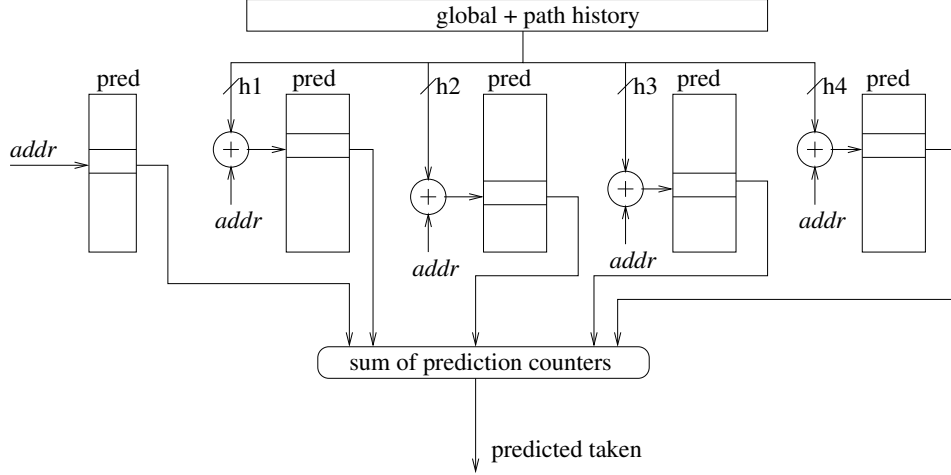 global + path history
pred
h1
pred
h2
pred
h3
pred
h4
pred
addr
+
+
+
+
addr
addr
addr
addr
sum of prediction counters
predicted taken